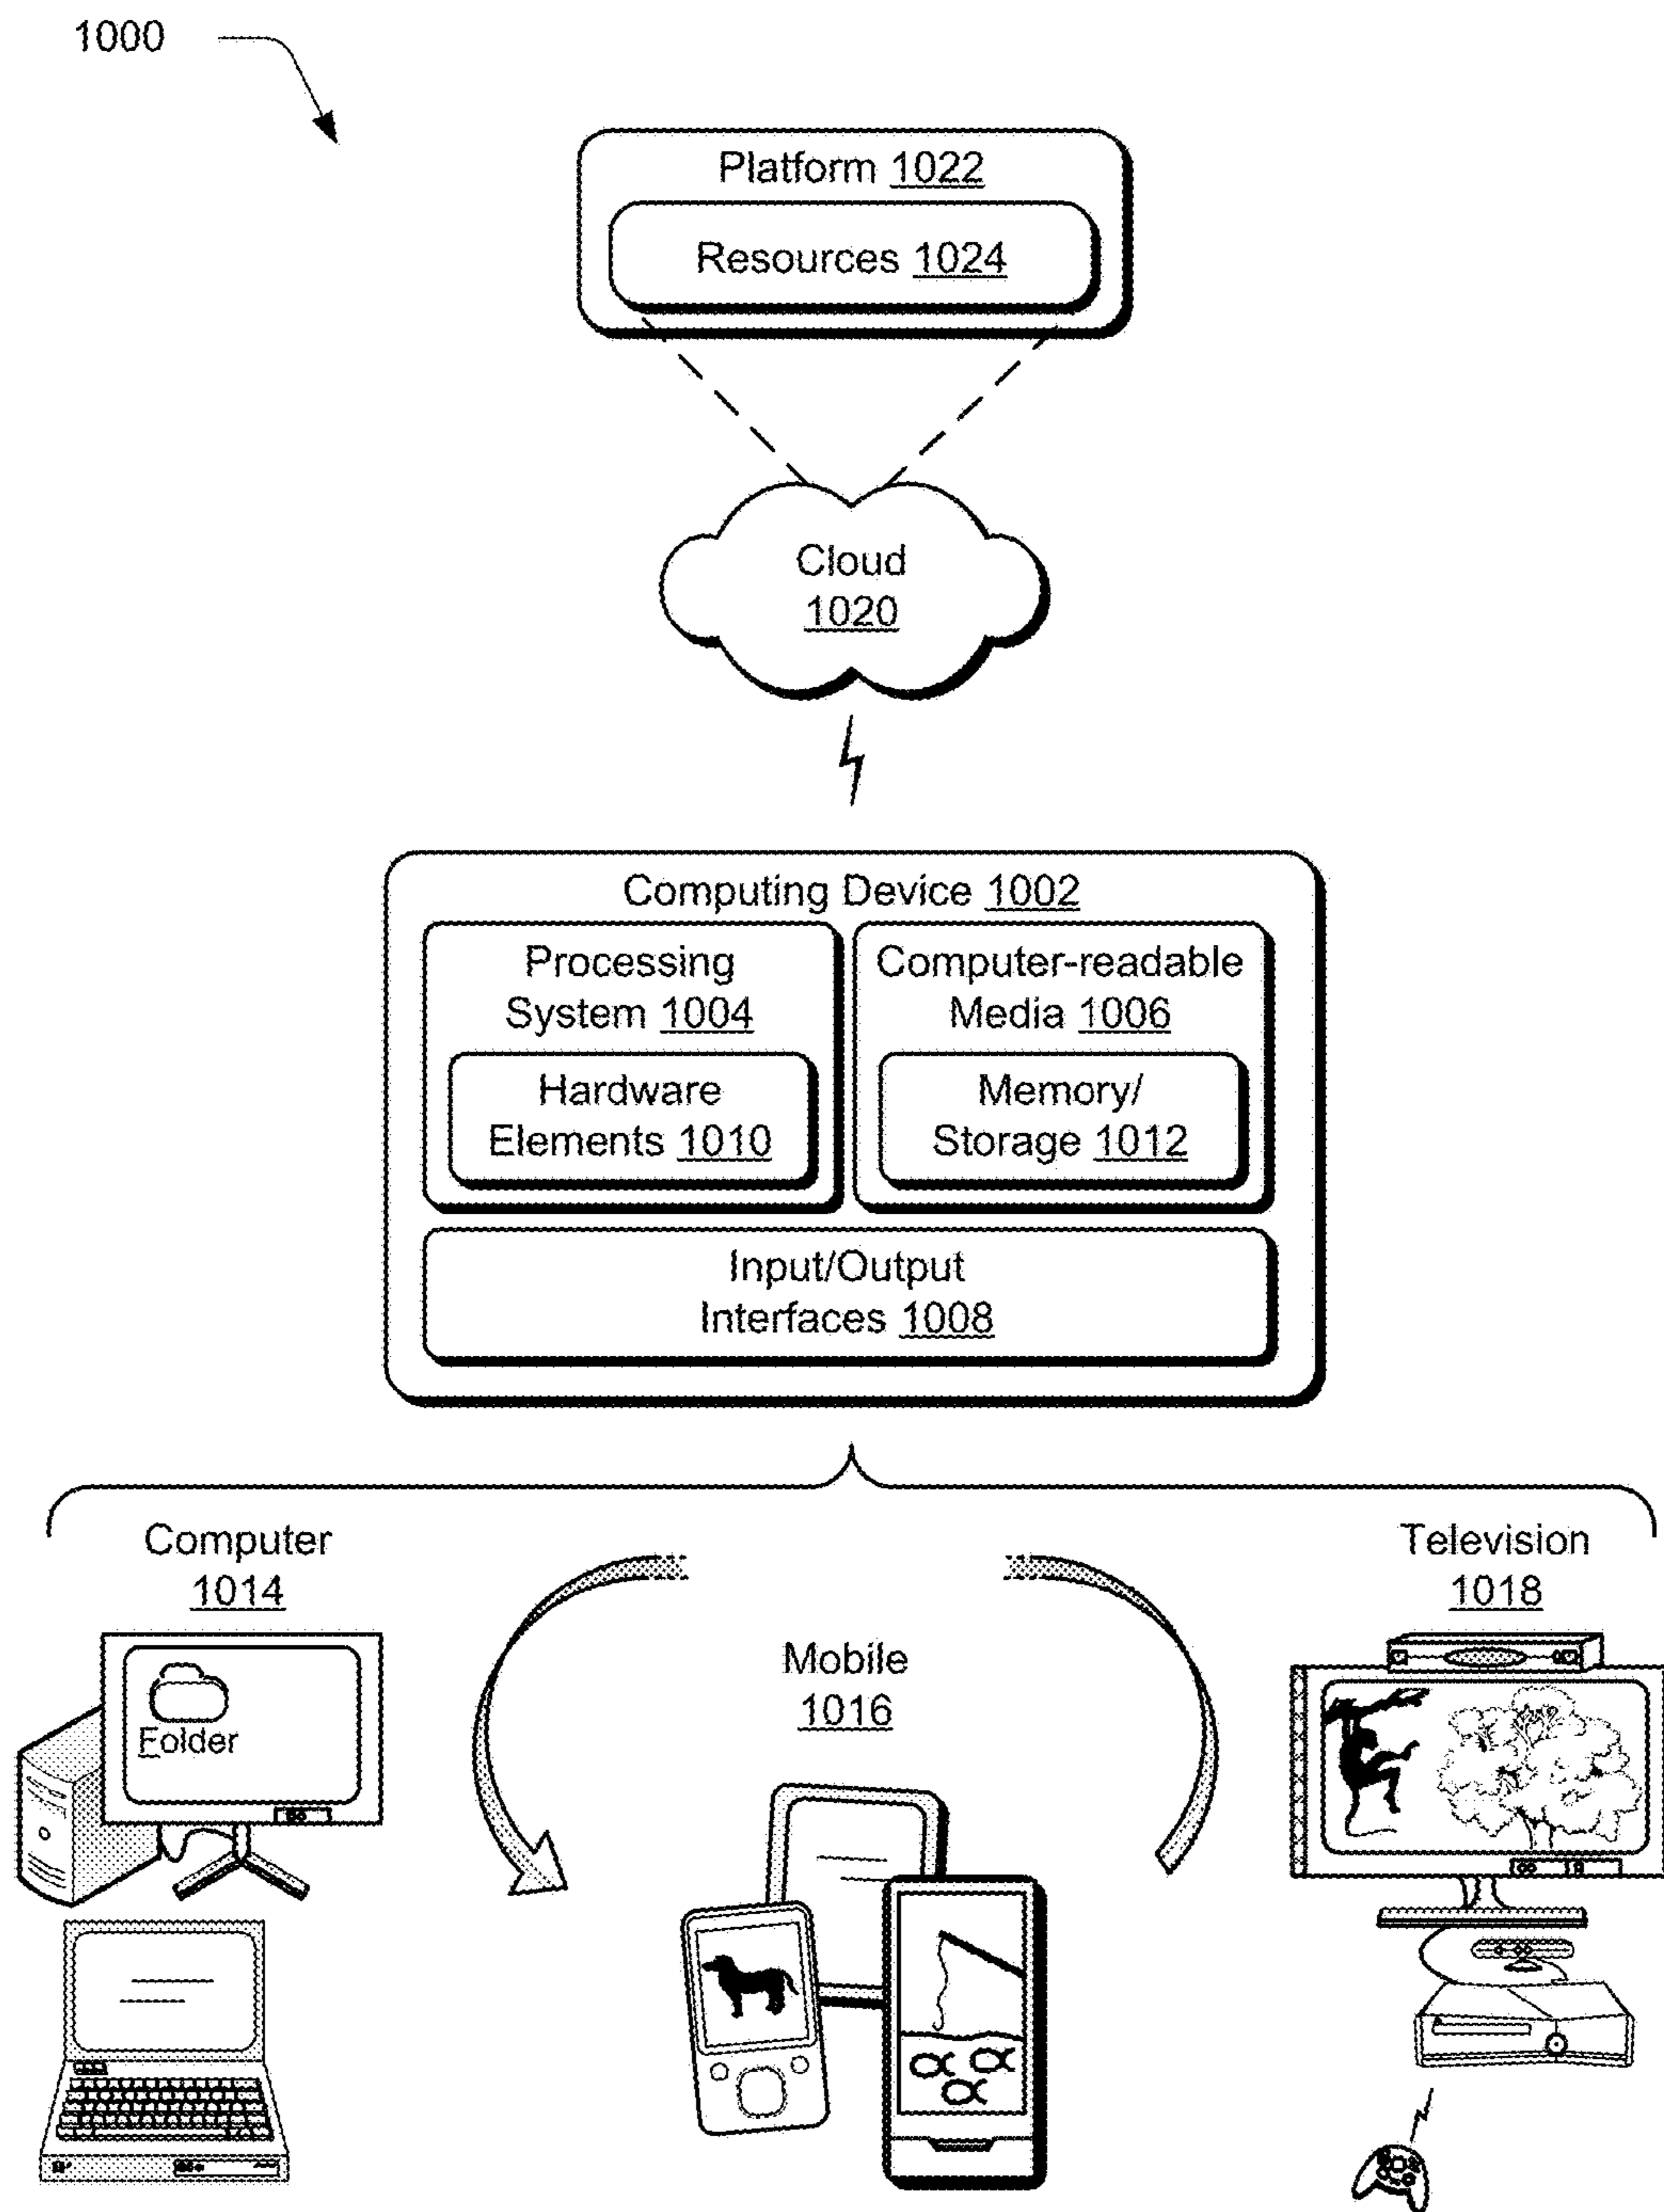 1000
Platform 1022
Resources 1024
Cloud
1020
Computing Device 1002
Processing
System 1004
Hardware
Elements 1010
Computer-readable
Media 1006
Memory/
Storage 1012
Input/Output
Interfaces 1008
Computer
1014
Folder
Mobile
1016
Television
1018